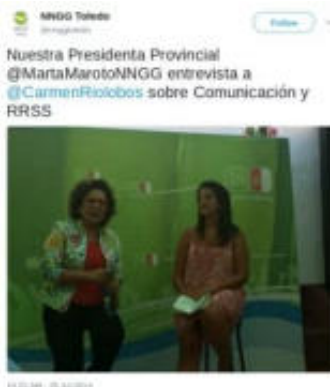 NNGG Toledo
Follow
Nuestra Presidenta Provincial
@MartaMarotoNNGG entrevista a
@CarmenRiolobos sobre Comunicación y
RRSS